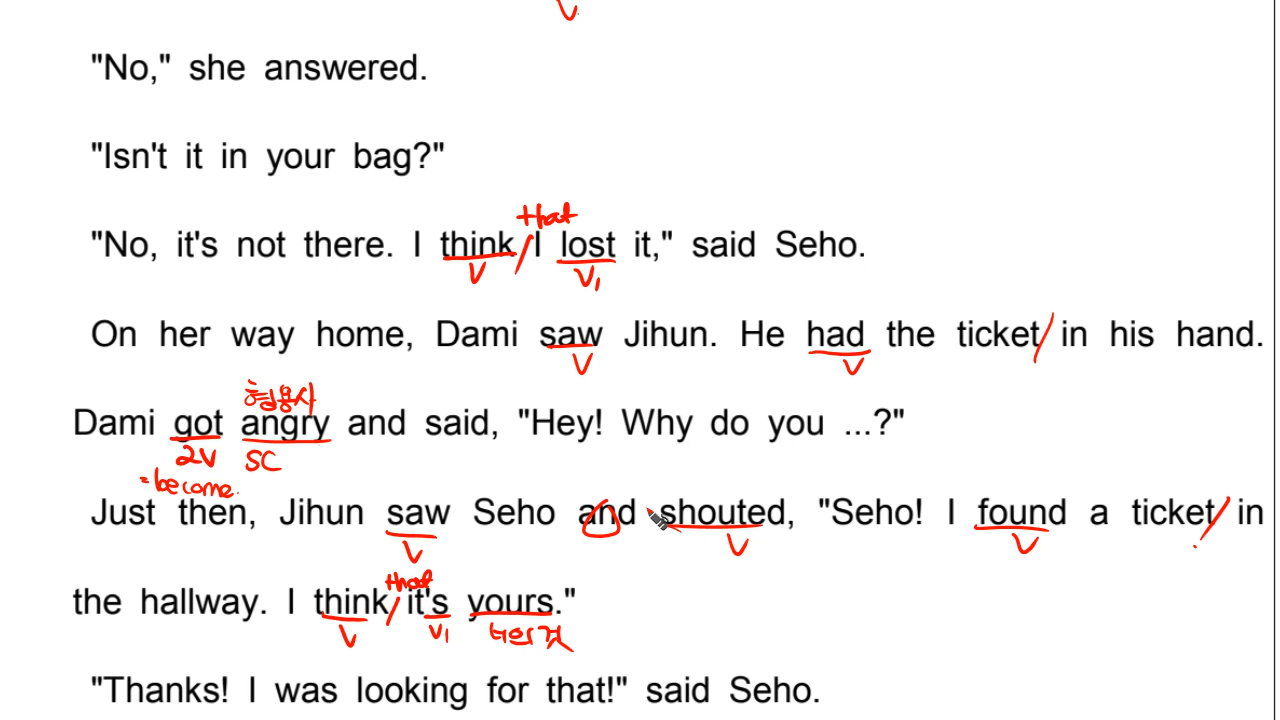 V
"No," she answered.
"Isn't it in your bag?"
that
"No, it's not there. I think / I lost it," said Seho.
V V₁
On her way home, Dami saw Jihun. He had the ticket / in his hand.
V V
형용사
Dami got angry and said, "Hey! Why do you ...?"
2V SC
=become.
Just then, Jihun saw Seho and shouted, "Seho! I found a ticket / in
V V V
that
the hallway. I think / it's yours."
V V₁ 너의 것
"Thanks! I was looking for that!" said Seho.